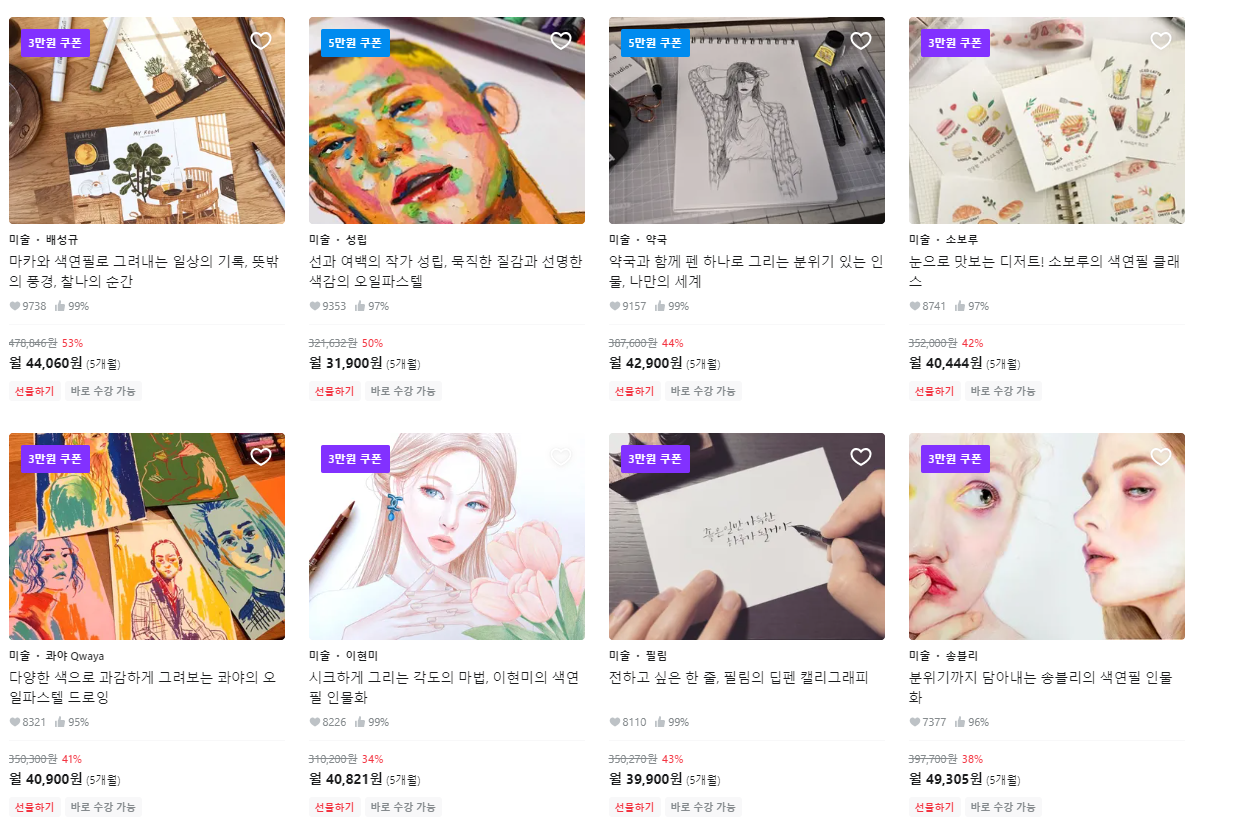 3만원 쿠폰
MY ROOM
미술 · 배성규
마카와 색연필로 그려내는 일상의 기록, 뜻밖
의 풍경, 찰나의 순간
9738 99%
478,846원 53%
월 44,060원 (5개월)
선물하기 바로 수강 가능
5만원 쿠폰
미술 · 성립
선과 여백의 작가 성립, 묵직한 질감과 선명한
색감의 오일파스텔
9353 97%
321,632원 50%
월 31,900원 (5개월)
선물하기 바로 수강 가능
5만원 쿠폰
미술 · 약국
약국과 함께 펜 하나로 그리는 분위기 있는 인
물, 나만의 세계
9157 99%
387,600원 44%
월 42,900원 (5개월)
선물하기 바로 수강 가능
3만원 쿠폰
미술 · 소보루
눈으로 맛보는 디저트! 소보루의 색연필 클래
스
8741 97%
352,000원 42%
월 40,444원 (5개월)
선물하기 바로 수강 가능
3만원 쿠폰
미술 · 콰야 Qwaya
다양한 색으로 과감하게 그려보는 콰야의 오
일파스텔 드로잉
8321 95%
350,300원 41%
월 40,900원 (5개월)
선물하기 바로 수강 가능
3만원 쿠폰
미술 · 이현미
시크하게 그리는 각도의 마법, 이현미의 색연
필 인물화
8226 99%
310,200원 34%
월 40,821원 (5개월)
선물하기 바로 수강 가능
3만원 쿠폰
좋은일만 가득한
하루가 될거야
미술 · 필림
전하고 싶은 한 줄, 필림의 딥펜 캘리그래피
8110 99%
350,270원 43%
월 39,900원 (5개월)
선물하기 바로 수강 가능
3만원 쿠폰
미술 · 송블리
분위기까지 담아내는 송블리의 색연필 인물
화
7377 96%
397,700원 38%
월 49,305원 (5개월)
선물하기 바로 수강 가능